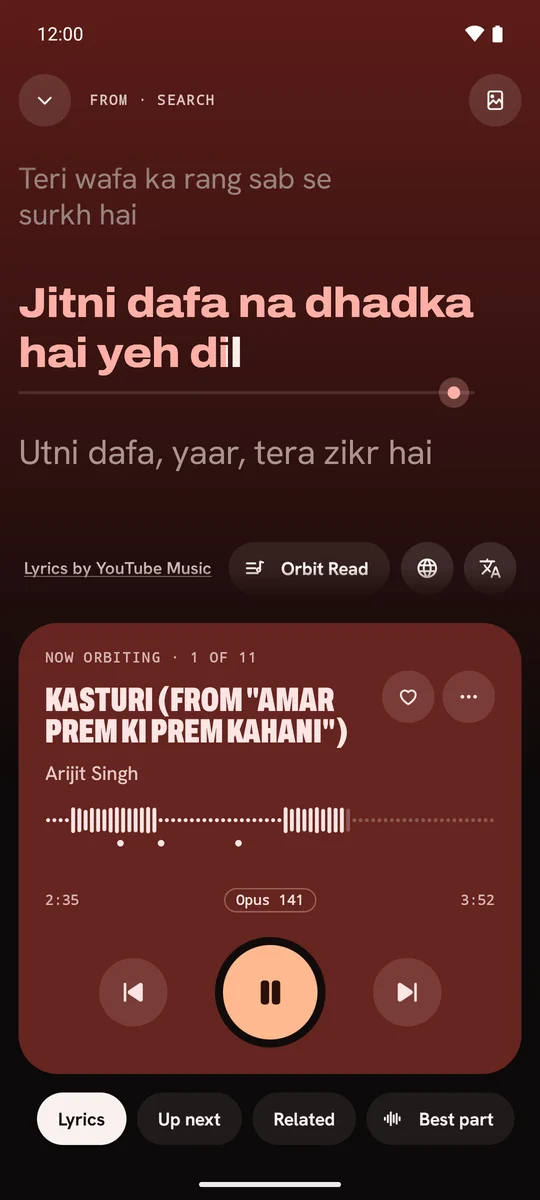 12:00
FROM · SEARCH
Teri wafa ka rang sab se
surkh hai
Jitni dafa na dhadka
hai yeh dil
Utni dafa, yaar, tera zikr hai
Lyrics by YouTube Music
Orbit Read
NOW ORBITING · 1 OF 11
KASTURI (FROM "AMAR
PREM KI PREM KAHANI")
Arijit Singh
2:35
Opus 141
3:52
Lyrics
Up next
Related
Best part